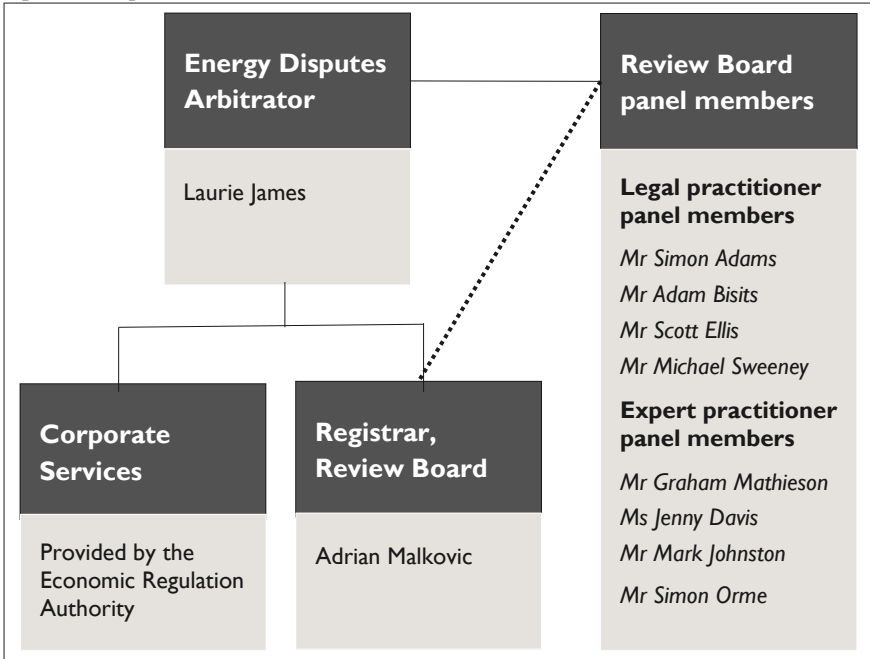 Energy Disputes
Arbitrator
Laurie James
Review Board
panel members
Legal practitioner
panel members
Mr Simon Adams
Mr Adam Bisits
Mr Scott Ellis
Mr Michael Sweeney
Expert practitioner
panel members
Mr Graham Mathieson
Ms Jenny Davis
Mr Mark Johnston
Mr Simon Orme
Corporate
Services
Provided by the
Economic Regulation
Authority
Registrar,
Review Board
Adrian Malkovic